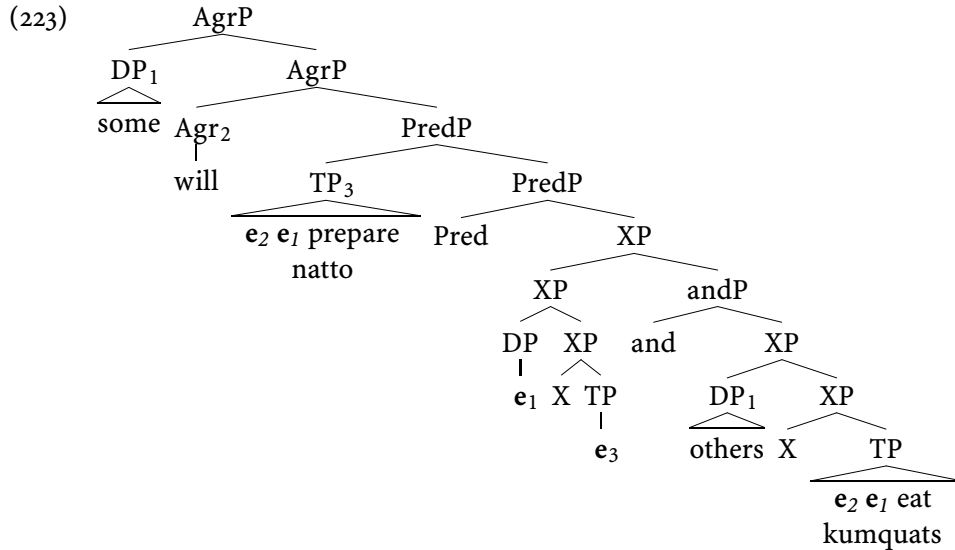 (223) AgrP
DP₁ AgrP
some Agr₂ PredP
will TP₃ PredP
e₂ e₁ prepare Pred XP
natto
XP andP
DP XP and XP
e₁ X TP DP₁ XP
e₃ others X TP
e₂ e₁ eat
kumquats